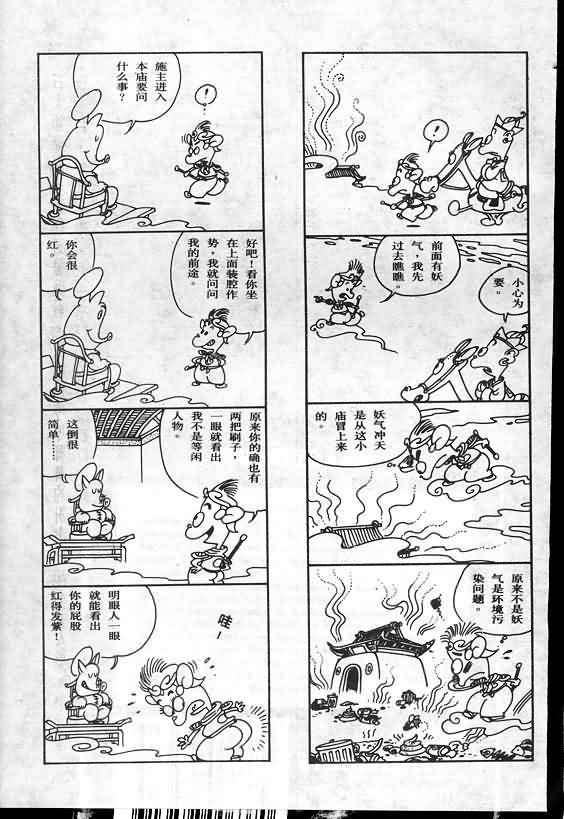 ！
前面有妖
气，我先
过去瞧瞧。
小心为
要。
妖气冲天
是从这小
庙冒上来
的。
原来不是妖
气是环境污
染问题。
！
施主进入
本庙要问
什么事？
！…
好吧！看你坐
在上面装腔作
势，我就问问
我的前途。
你会很
红。
原来你的确也有
两把刷子，
一眼就看出
我不是等闲
人物。
这倒很
简单……
明眼人一眼
就能看出
你的屁股
红得发紫！
哇！